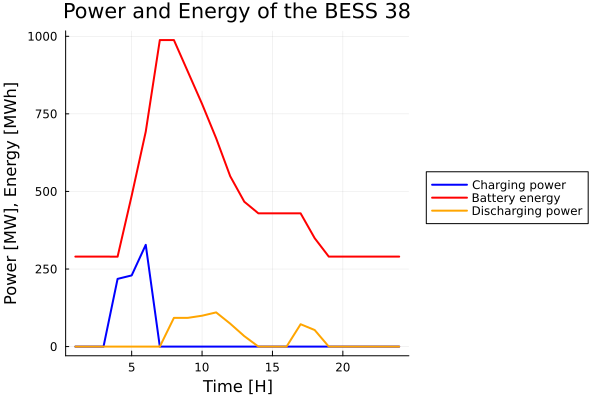 Power and Energy of the BESS 38
Power [MW], Energy [MWh]
1000
750
500
250
0
5 10 15 20
Time [H]
Charging power
Battery energy
Discharging power